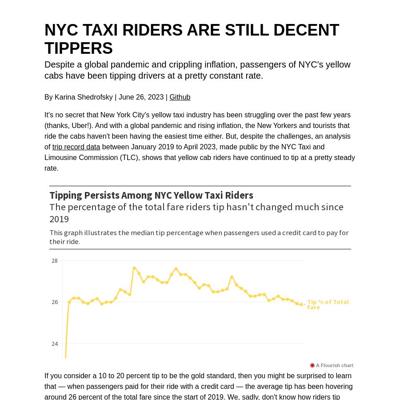 NYC TAXI RIDERS ARE STILL DECENT
TIPPERS
Despite a global pandemic and crippling inflation, passengers of NYC's yellow
cabs have been tipping drivers at a pretty constant rate.
By Karina Shedrofsky | June 26, 2023 | Github
It's no secret that New York City's yellow taxi industry has been struggling over the past few years
(thanks, Uber!). And with a global pandemic and rising inflation, the New Yorkers and tourists that
ride the cabs haven't been having the easiest time either. But, despite the challenges, an analysis
of trip record data between January 2019 to April 2023, made public by the NYC Taxi and
Limousine Commission (TLC), shows that yellow cab riders have continued to tip at a pretty steady
rate.
Tipping Persists Among NYC Yellow Taxi Riders
The percentage of the total fare riders tip hasn't changed much since
2019
This graph illustrates the median tip percentage when passengers used a credit card to pay for
their ride.
28
26
Tip % of Total
Fare
24
A Flourish chart
If you consider a 10 to 20 percent tip to be the gold standard, then you might be surprised to learn
that — when passengers paid for their ride with a credit card — the average tip has been hovering
around 26 percent of the total fare since the start of 2019. We, sadly, don't know how riders tip